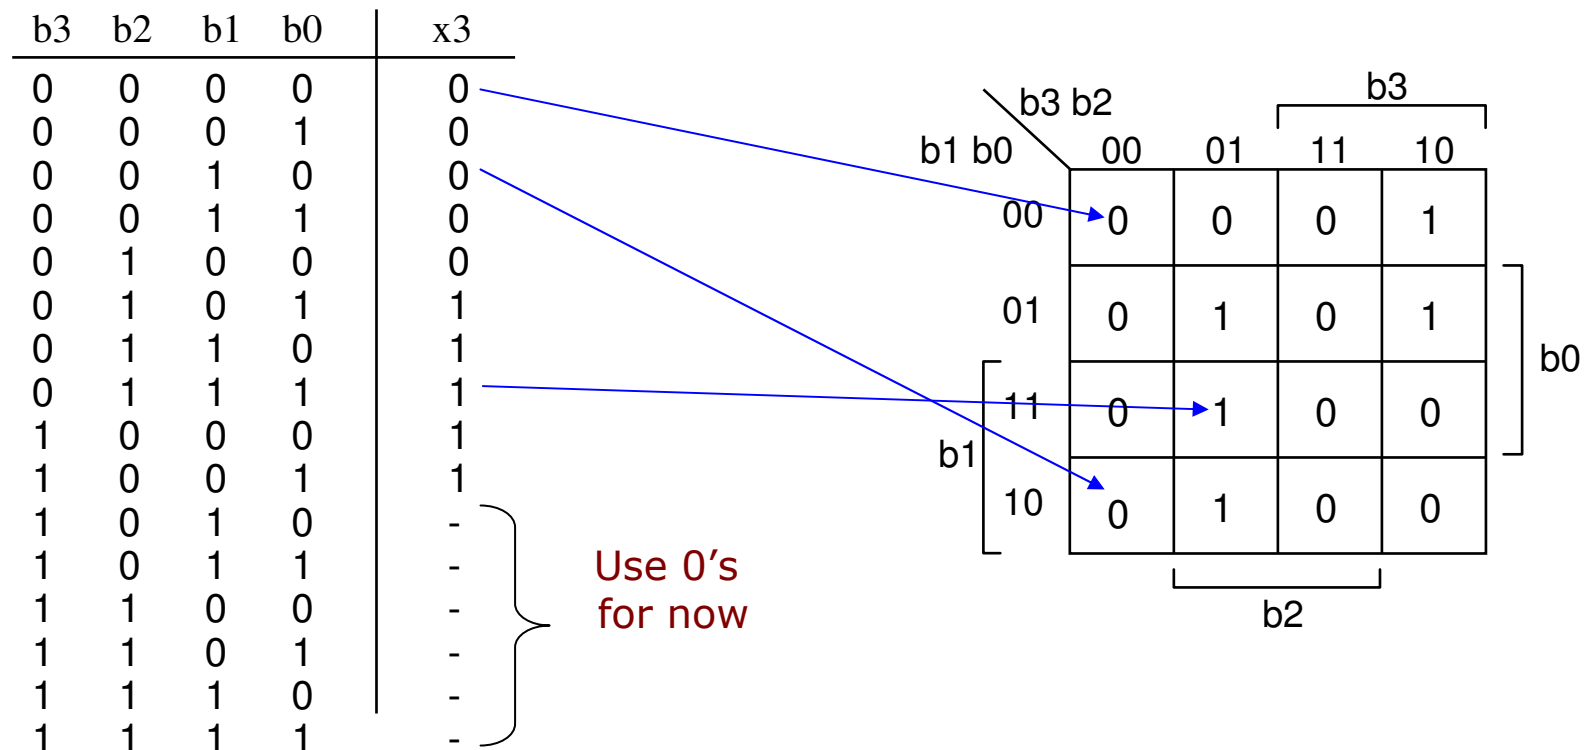 b3 b2 b1 b0 x3
0 0 0 0 0
0 0 0 1 0
0 0 1 0 0
0 0 1 1 0
0 1 0 0 0
0 1 0 1 1
0 1 1 0 1
0 1 1 1 1
1 0 0 0 1
1 0 0 1 1
1 0 1 0 -
1 0 1 1 -
1 1 0 0 -
1 1 0 1 -
1 1 1 0 -
1 1 1 1 -
Use 0’s
for now
b3
b3 b2
b1 b0 00 01 11 10
00 0 0 0 1
01 0 1 0 1
b0
11 0 1 0 0
b1
10 0 1 0 0
b2